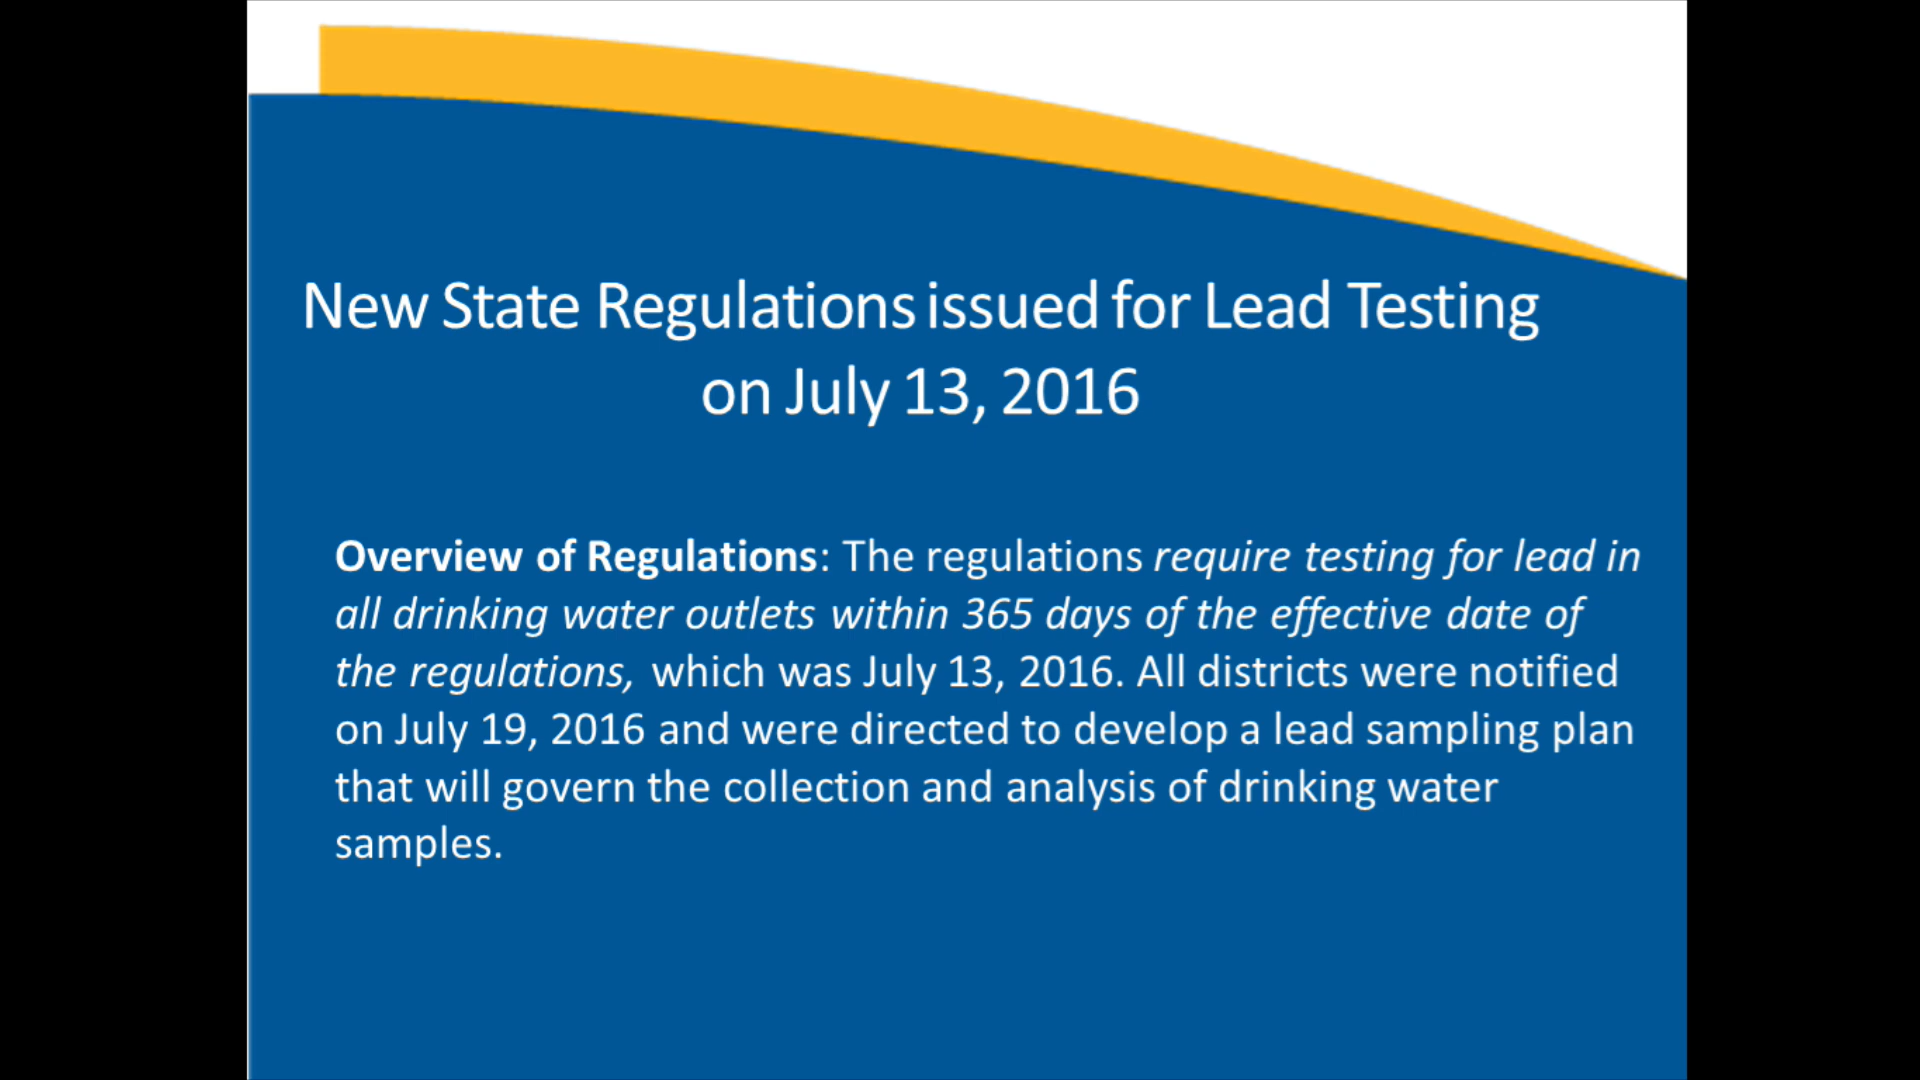 New State Regulations issued for Lead Testing
on July 13, 2016
Overview of Regulations: The regulations require testing for lead in
all drinking water outlets within 365 days of the effective date of
the regulations, which was July 13, 2016. All districts were notified
on July 19, 2016 and were directed to develop a lead sampling plan
that will govern the collection and analysis of drinking water
samples.